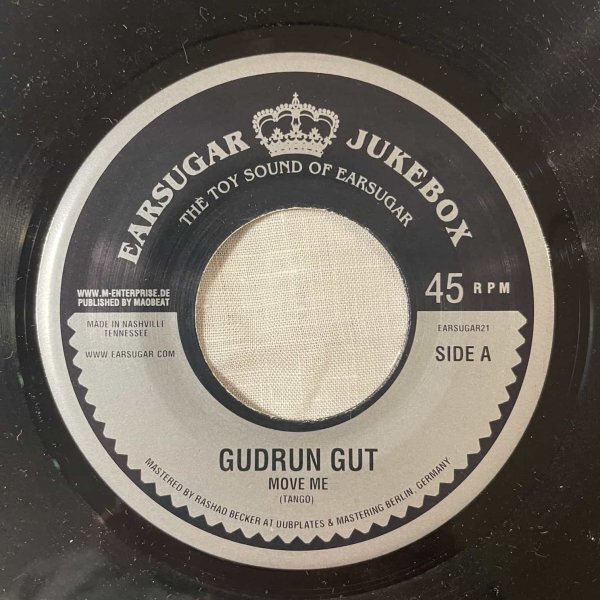 EARSUGAR JUKEBOX
THE TOY SOUND OF EARSUGAR
WWW.M-ENTERPRISE.DE
PUBLISHED BY MAOBEAT
45 RPM
MADE IN NASHVILLE
TENNESSEE
WWW.EARSUGAR.COM
EARSUGAR21
SIDE A
GUDRUN GUT
MOVE ME
(TANGO)
MASTERED BY RASHAD BECKER AT DUBPLATES & MASTERING BERLIN, GERMANY